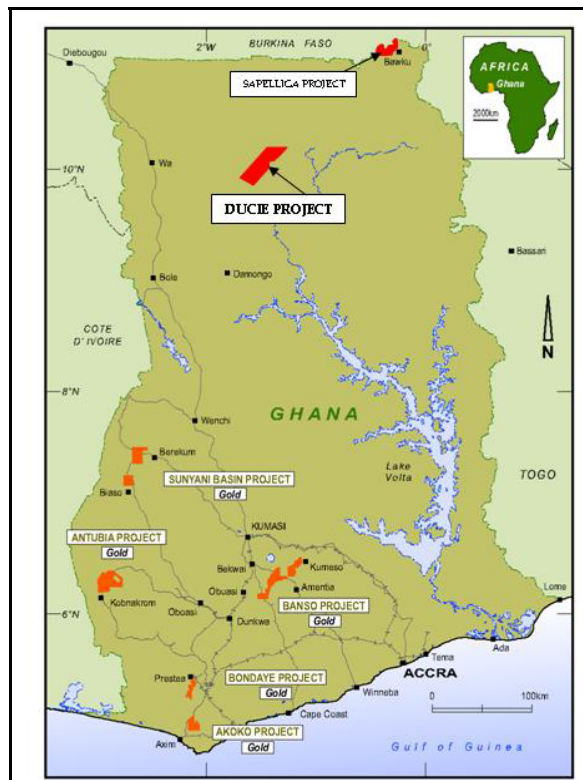 2°W
BURKINA FASO
0°
Diebougou
Bawku
SAPELLIGA PROJECT
AFRICA
Ghana
2000km
10°N
Wa
DUCIE PROJECT
Bassari
Bole
Damongo
N
COTE
D' IVOIRE
8°N
GHANA
Wenchi
Berekum
Lake
Volta
TOGO
SUNYANI BASIN PROJECT
Gold
Biaso
ANTUBIA PROJECT
Gold
KUMASI
Bekwai
Kumeso
Obuasi
Amentia
Kobnakrom
Oboasi
BANSO PROJECT
Gold
Lome
6°N
Dunkwa
Ada
Tema
ACCRA
Prestea
BONDAYE PROJECT
Gold
Winneba
0
100km
Cape Coast
AKOKO PROJECT
Gold
Axim
Gulf of Guinea